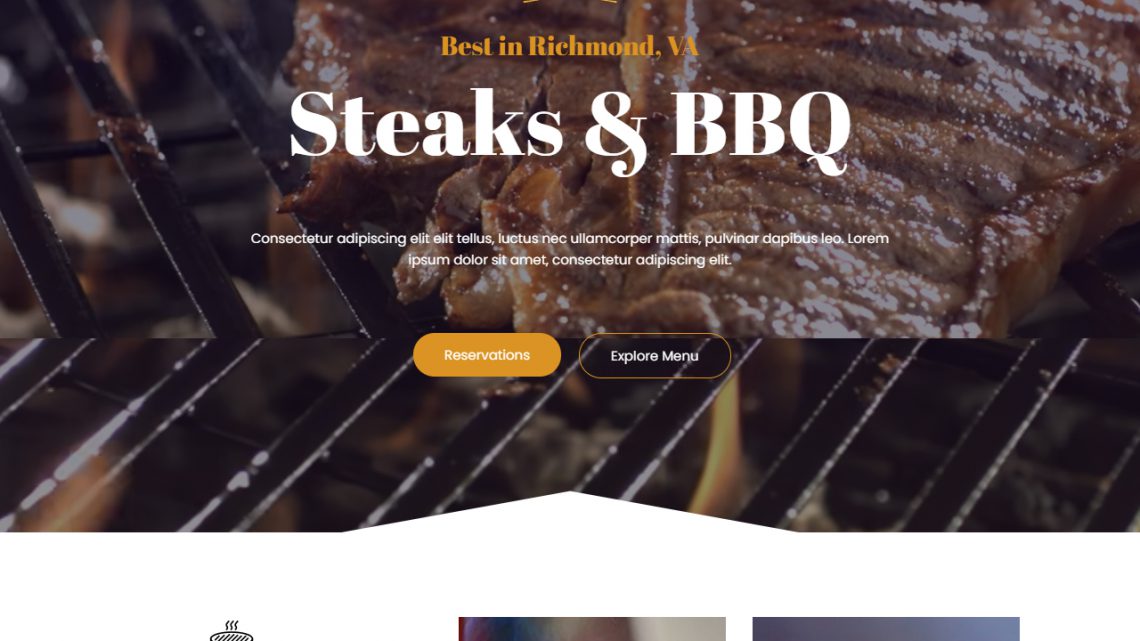 Best in Richmond, VA
Steaks & BBQ
Consectetur adipiscing elit elit tellus, luctus nec ullamcorper mattis, pulvinar dapibus leo. Lorem
ipsum dolor sit amet, consectetur adipiscing elit.
Reservations
Explore Menu